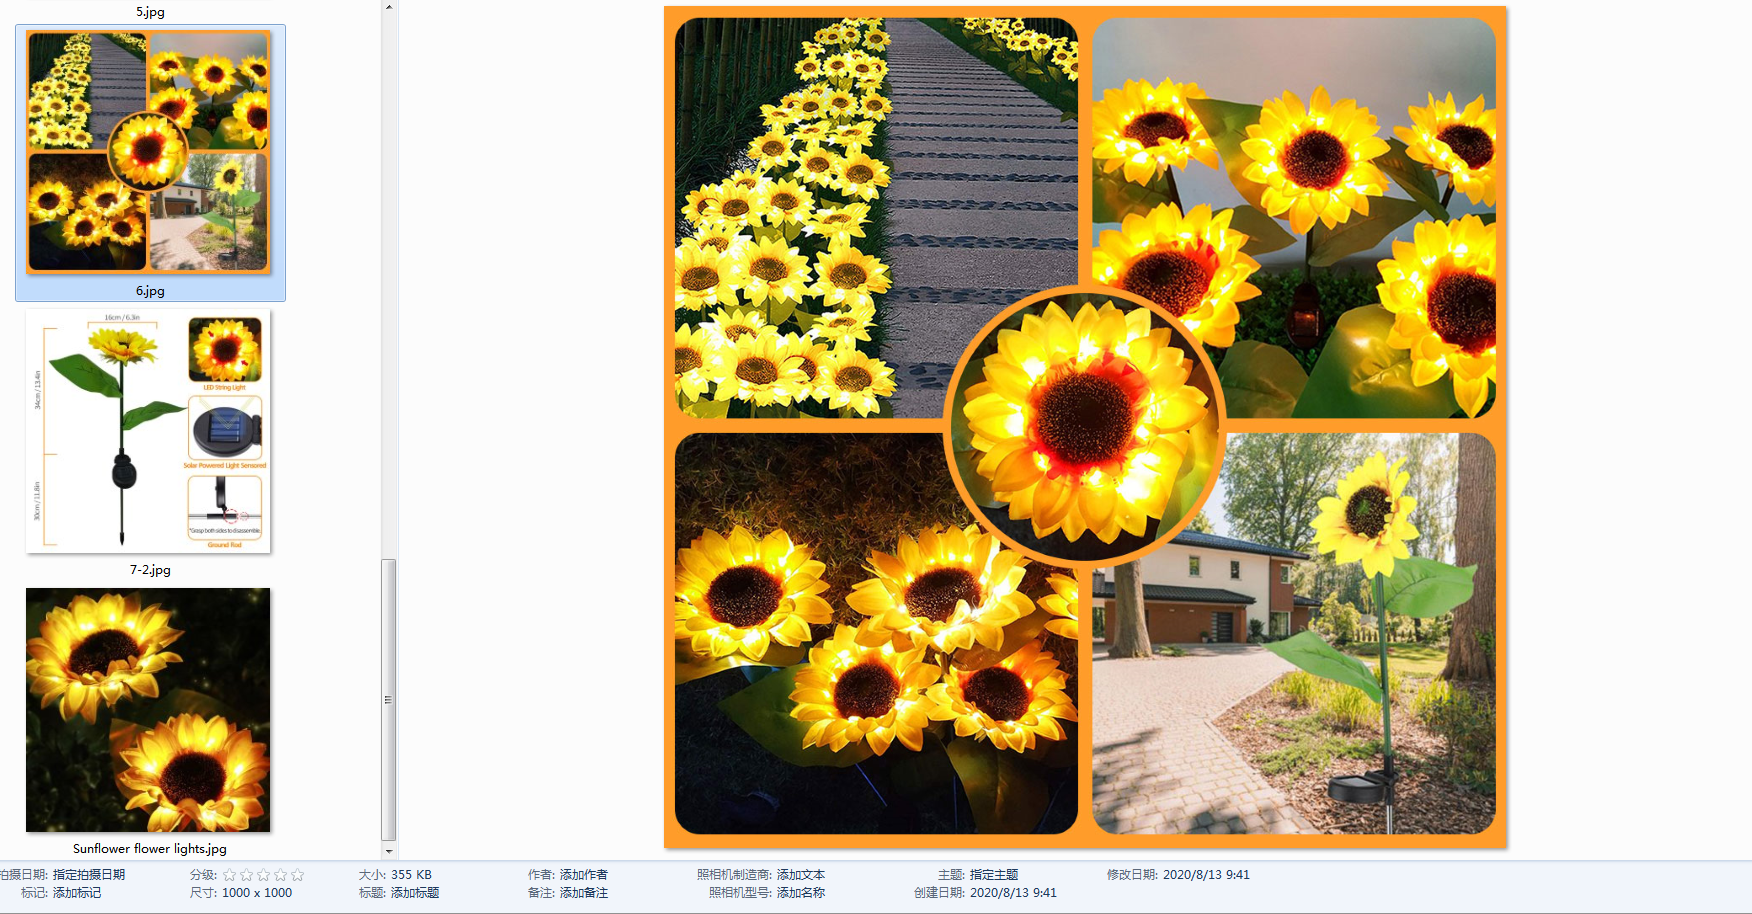 5.jpg
6.jpg
16cm / 6.3in
34cm / 13.4in
30cm / 11.8in
LED String Light
Solar Powered Light Sensored
*Grasp both sides to disassemble.
Ground Rod
7-2.jpg
Sunflower flower lights.jpg
拍摄日期: 指定拍摄日期
分级:
大小: 355 KB
作者: 添加作者
照相机制造商: 添加文本
主题: 指定主题
修改日期: 2020/8/13 9:41
标记: 添加标记
尺寸: 1000 x 1000
标题: 添加标题
备注: 添加备注
照相机型号: 添加名称
创建日期: 2020/8/13 9:41